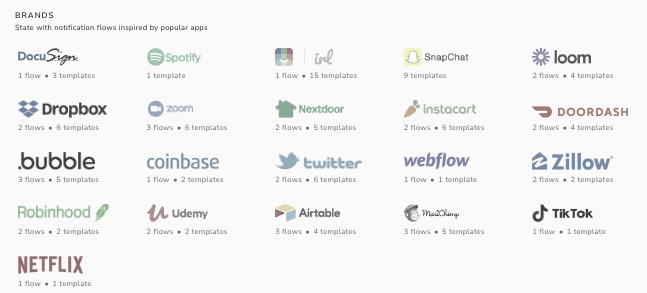 BRANDS
State with notification flows inspired by popular apps
DocuSign Spotify irl SnapChat loom
1 flow • 3 templates 1 template 1 flow • 15 templates 9 templates 2 flows • 4 templates
Dropbox zoom Nextdoor instacart DOORDASH
2 flows • 6 templates 3 flows • 6 templates 2 flows • 5 templates 2 flows • 6 templates 2 flows • 4 templates
.bubble coinbase twitter webflow Zillow
3 flows • 5 templates 1 flow • 2 templates 2 flows • 6 templates 1 flow • 1 template 2 flows • 2 templates
Robinhood Udemy Airtable MailChimp TikTok
2 flows • 2 templates 2 flows • 2 templates 3 flows • 4 templates 3 flows • 5 templates 1 flow • 1 template
NETFLIX
1 flow • 1 template